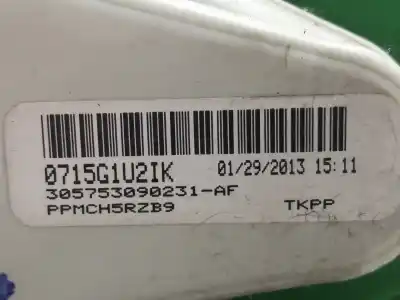 0715G1U2IK 01/29/2013 15:11
305753090231-AF
PPMCH5RZB9 TKPP